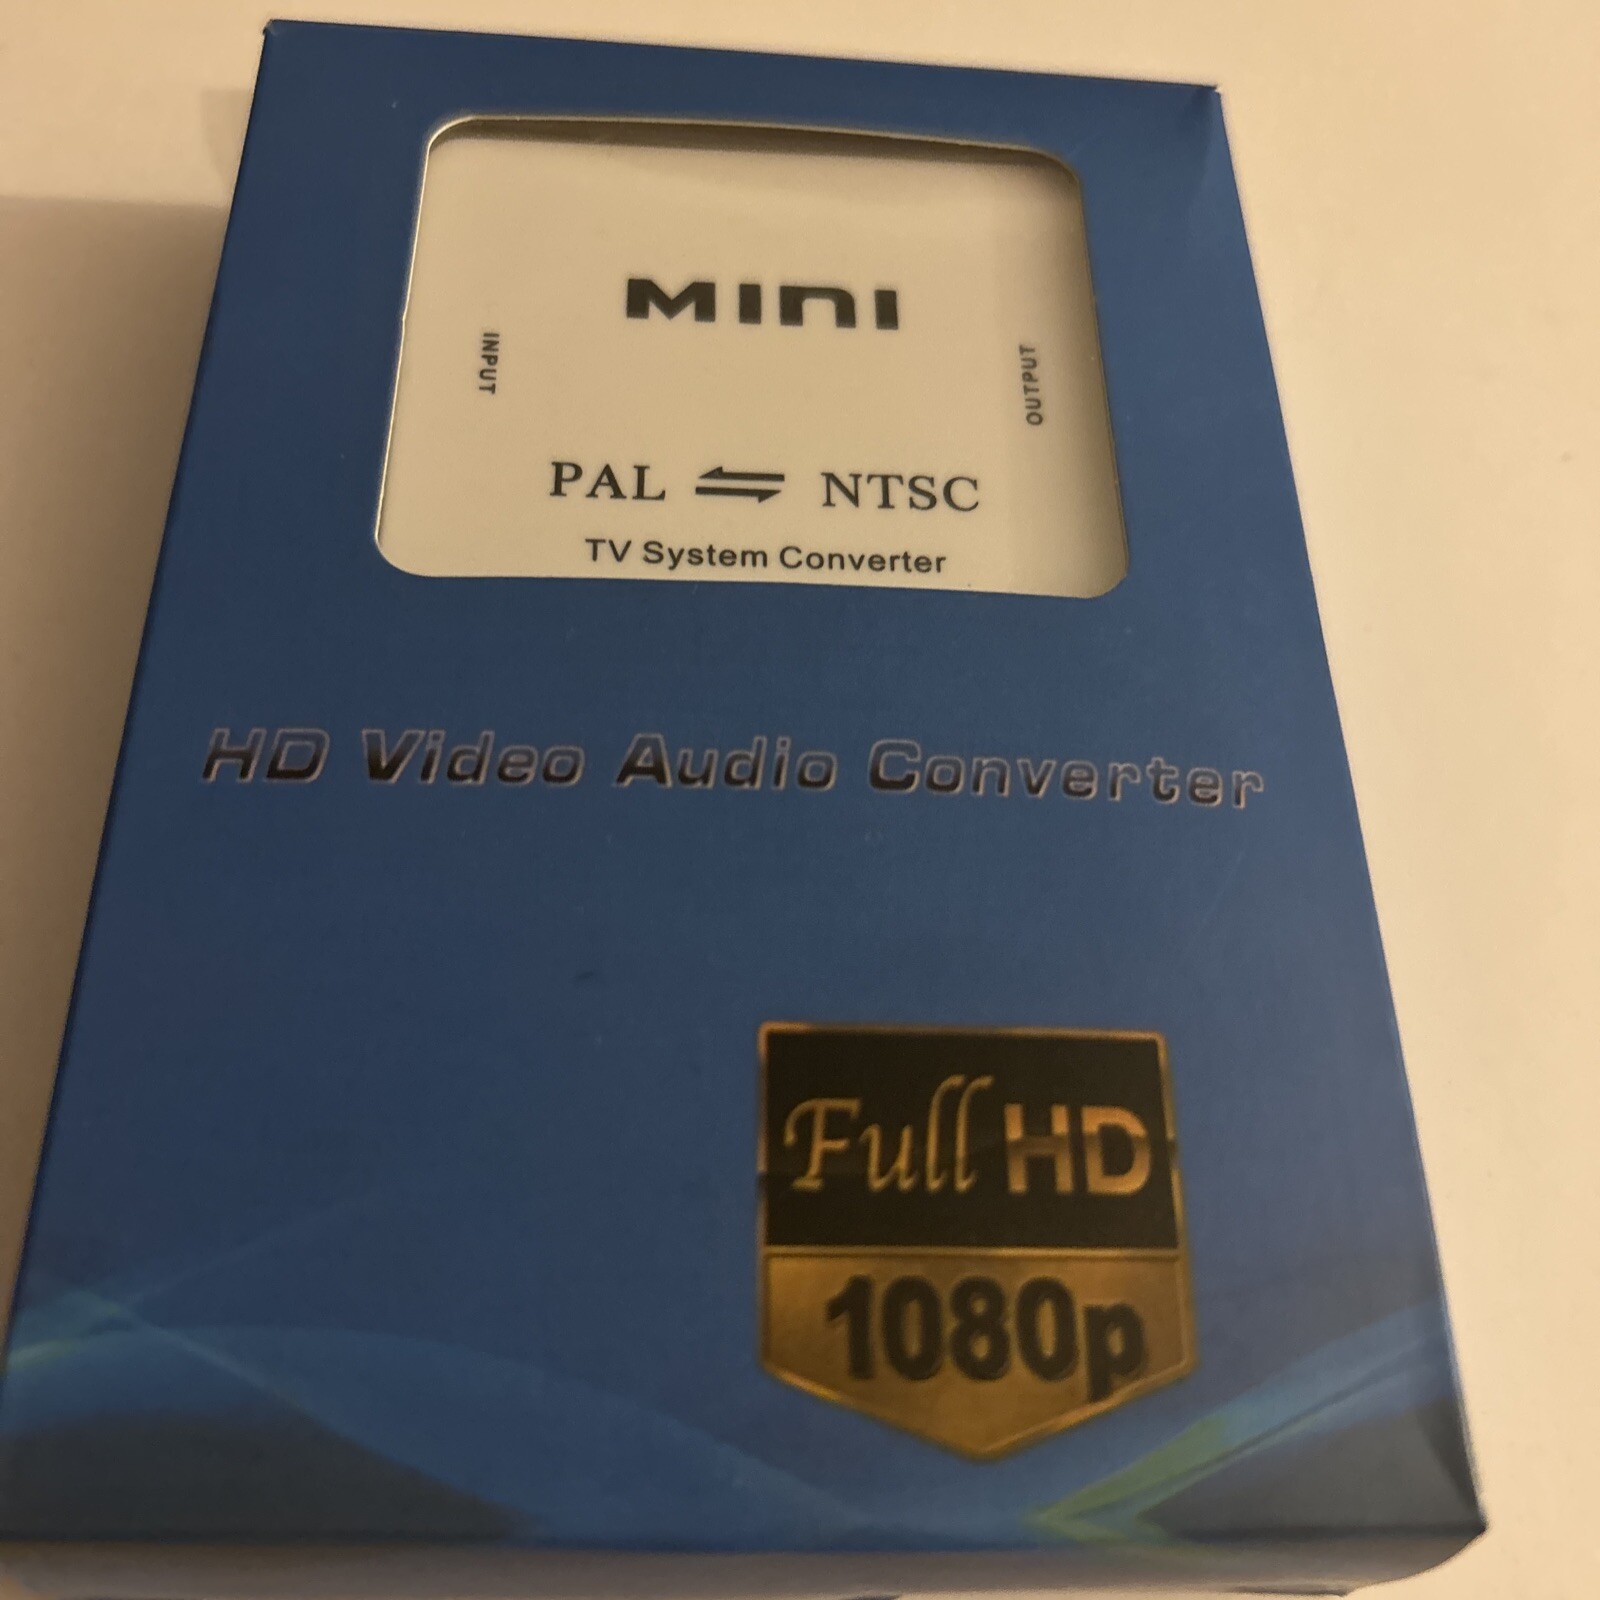 MINI
INPUT
OUTPUT
PAL ⇌ NTSC
TV System Converter
HD Video Audio Converter
Full HD
1080p